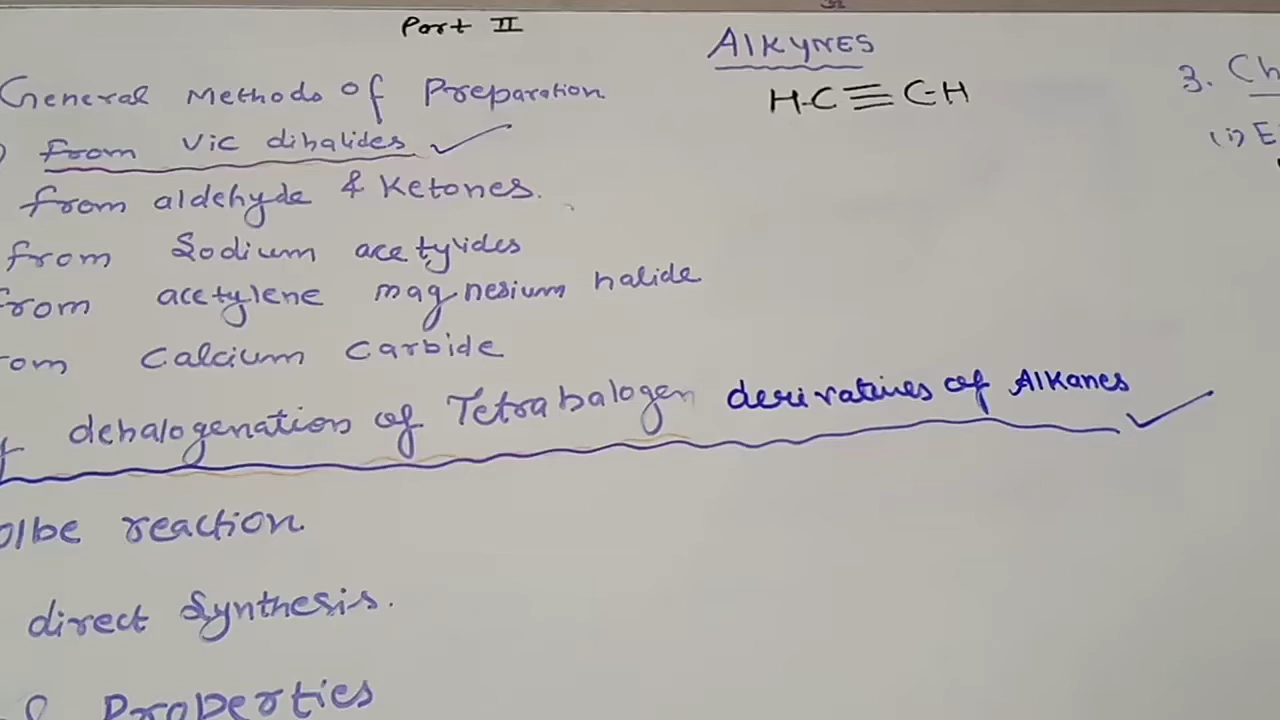 Part II
ALKYNES
General Methods of Preparation
H-C≡C-H
3. Ch
) from vic dihalides ✓
(i) E
from aldehyde & Ketones.
from Sodium acetylides
from acetylene magnesium halide
rom Calcium Carbide
f dehalogenation of Tetrahalogen derivatives of Alkanes ✓
olbe reaction.
direct Synthesis.
Properties